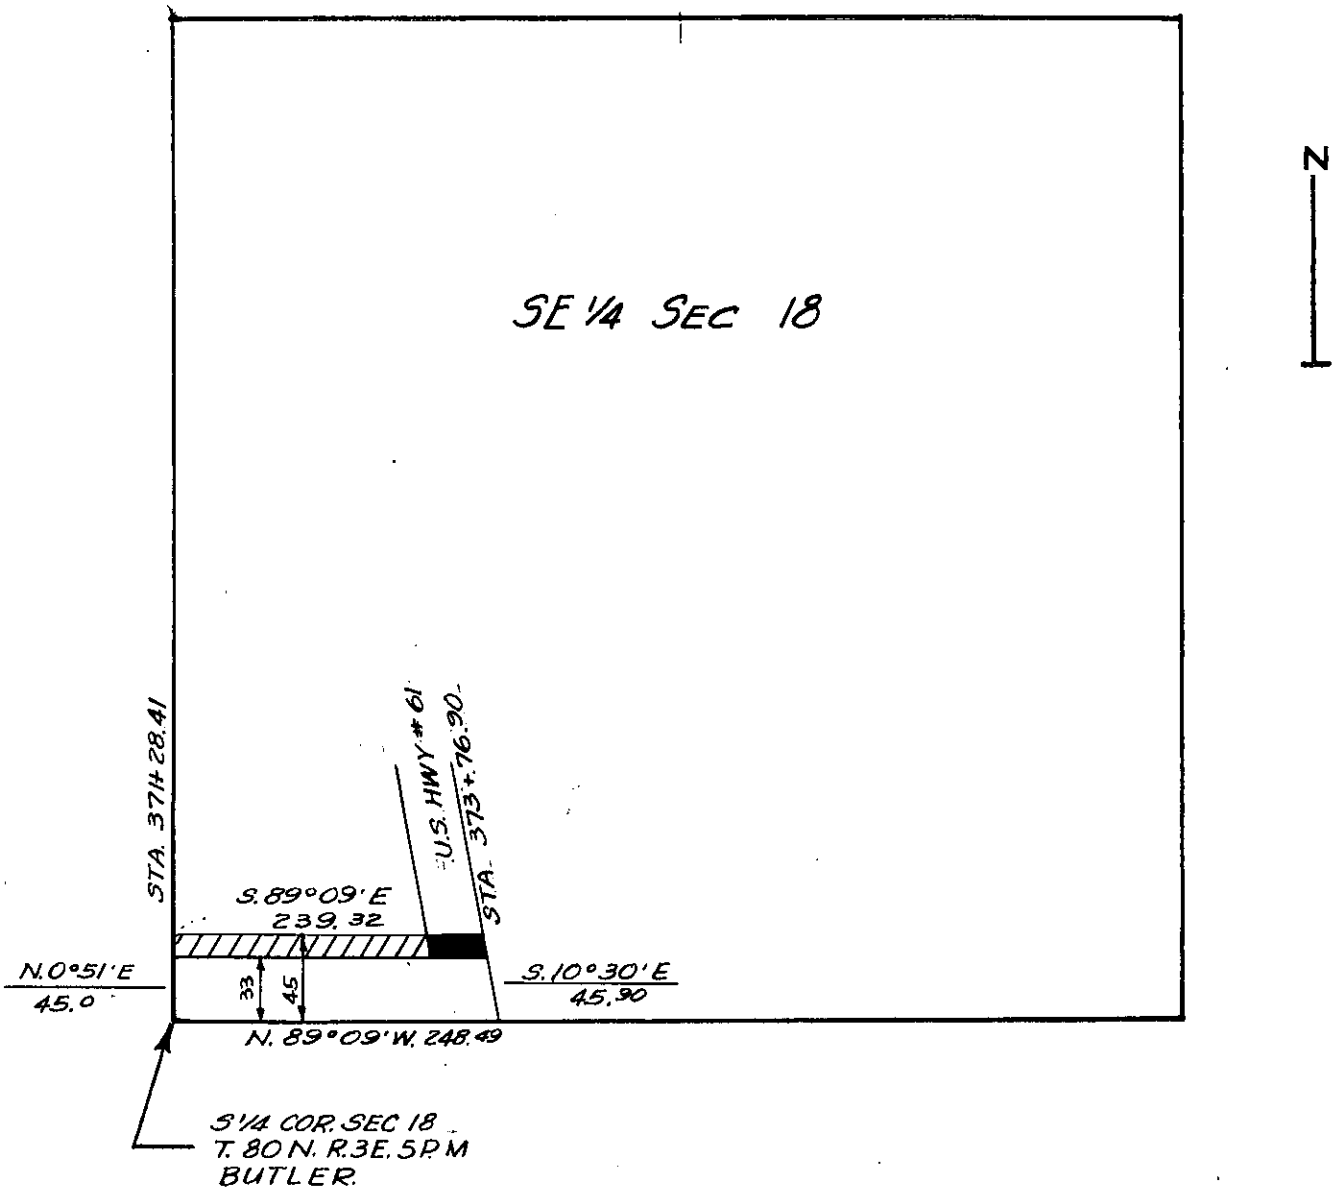 N
SE 1/4 SEC 18
STA. 371+28.41
U.S. HWY # 61
STA. 373+76.90
S. 89°09' E
239.32
N. 0°51' E
45.0
33
45
S. 10°30' E
45.90
N. 89°09' W. 248.49
S 1/4 COR. SEC 18
T. 80 N. R. 3 E. 5 P. M
BUTLER.